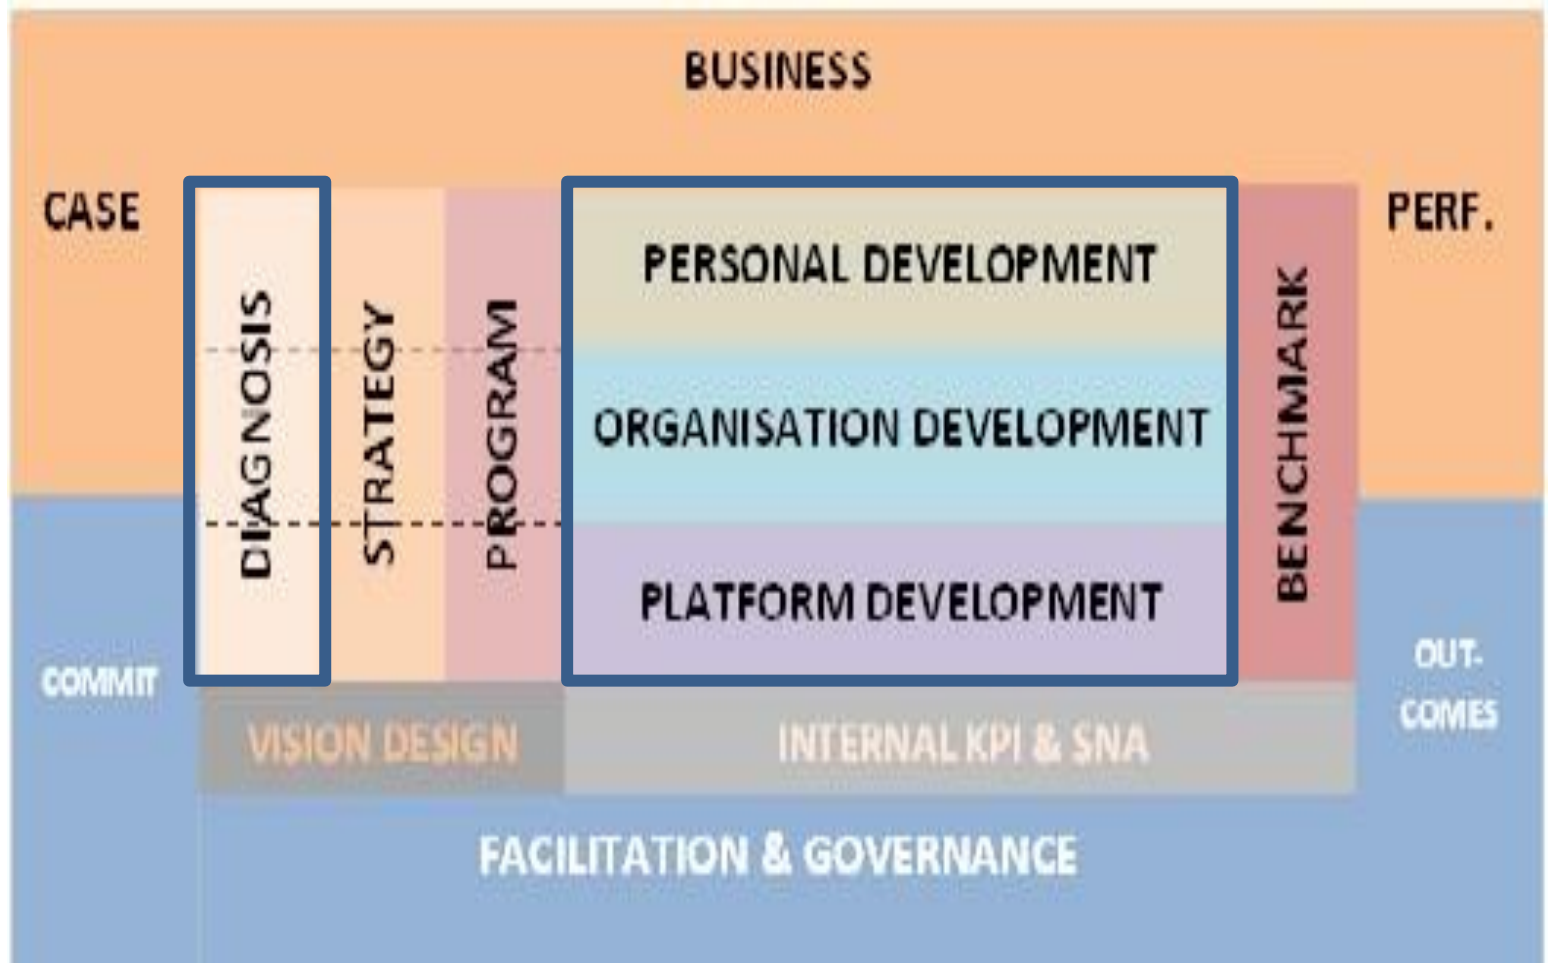 BUSINESS
CASE
PERF.
DIAGNOSIS
STRATEGY
PROGRAM
PERSONAL DEVELOPMENT
ORGANISATION DEVELOPMENT
PLATFORM DEVELOPMENT
BENCHMARK
COMMIT
OUT-
COMES
VISION DESIGN
INTERNAL KPI & SNA
FACILITATION & GOVERNANCE